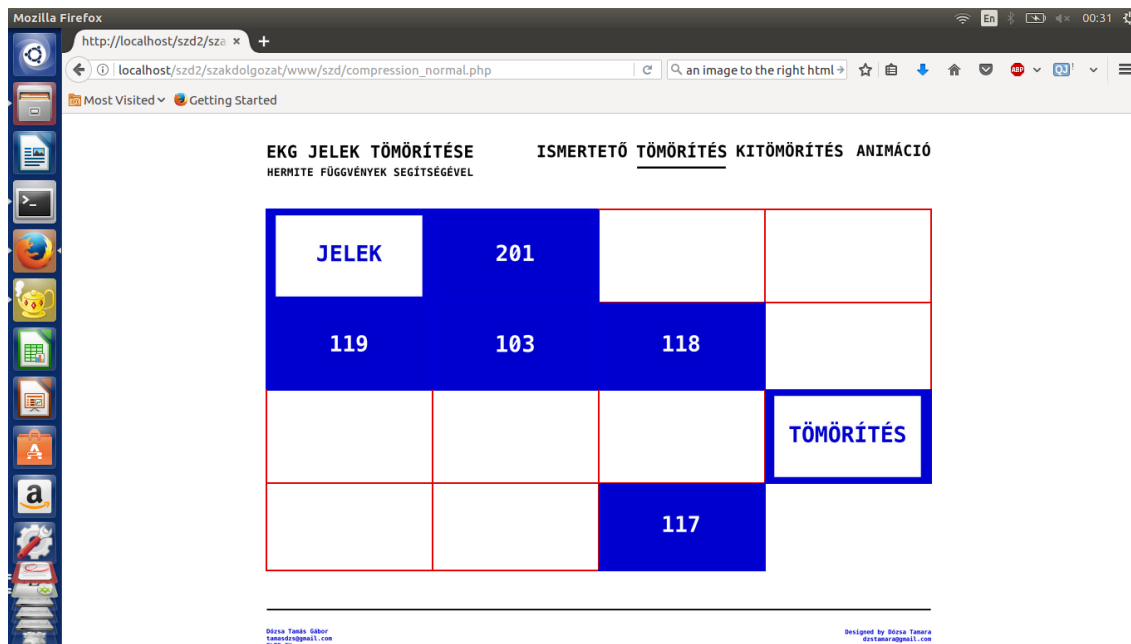 Mozilla Firefox
En
00:31
http://localhost/szd2/sza × +
localhost/szd2/szakdolgozat/www/szd/compression_normal.php
an image to the right html
ABP
Most Visited
Getting Started
EKG JELEK TÖMÖRÍTÉSE
HERMITE FÜGGVÉNYEK SEGÍTSÉGÉVEL
ISMERTETŐ TÖMÖRÍTÉS KITÖMÖRÍTÉS ANIMÁCIÓ
JELEK 201
119 103 118
TÖMÖRÍTÉS
117
Dózsa Tamás Gábor
tamasdzs@gmail.com
Designed by Dózsa Tamara
dzstamara@gmail.com